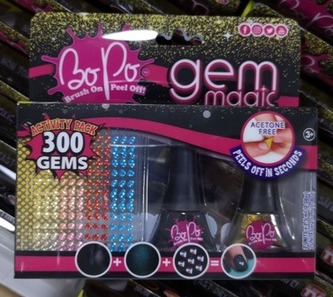 BoPo
Brush On Peel Off!
gem
magic
ACTIVITY PACK
300
GEMS
ACETONE
FREE
PEELS OFF IN SECONDS
3+
BoPo
BoPo
+
+
=